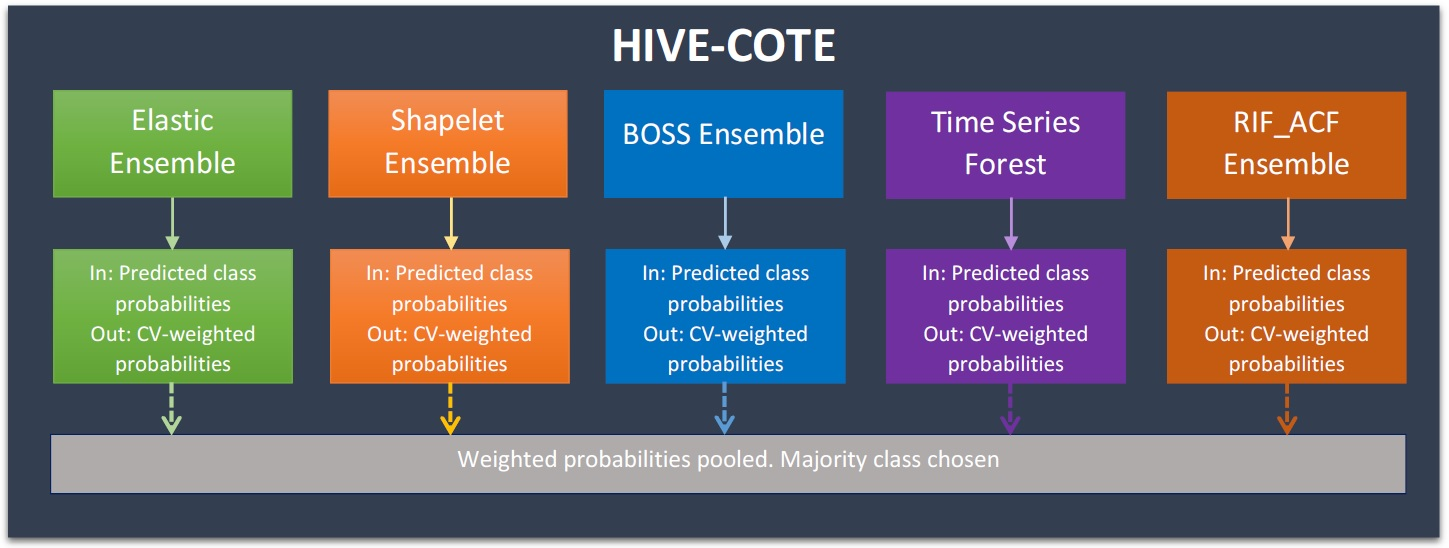 HIVE-COTE
Elastic
Ensemble
Shapelet
Ensemble
BOSS Ensemble
Time Series
Forest
RIF_ACF
Ensemble
In: Predicted class
probabilities
Out: CV-weighted
probabilities
In: Predicted class
probabilities
Out: CV-weighted
probabilities
In: Predicted class
probabilities
Out: CV-weighted
probabilities
In: Predicted class
probabilities
Out: CV-weighted
probabilities
In: Predicted class
probabilities
Out: CV-weighted
probabilities
Weighted probabilities pooled. Majority class chosen